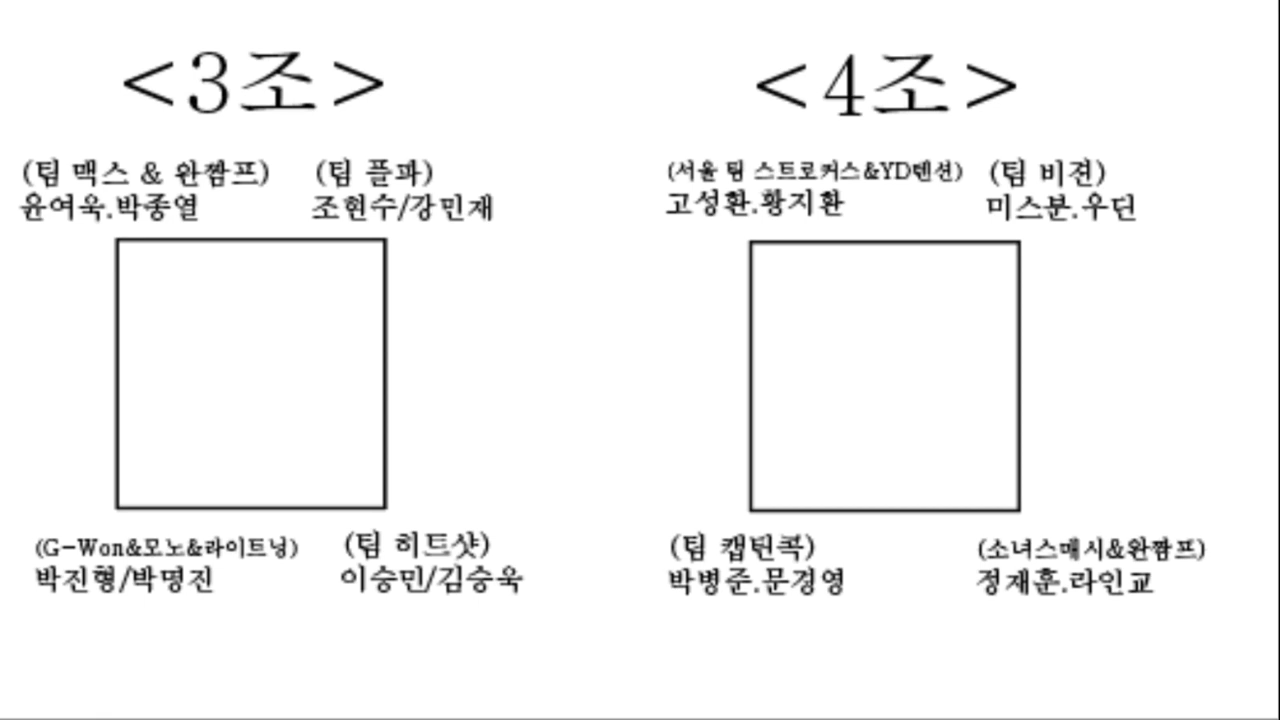 <3조>
<4조>
(팀 맥스 & 완짬프)
(팀 플파)
윤여욱.박종열
조현수/강민재
(서울 팀 스트로커스&YD텐션)
(팀 비젼)
고성환.황지환
미스분.우딘
(G-Won&모노&라이트닝)
(팀 히트샷)
박진형/박명진
이승민/김승욱
(팀 캡틴콕)
(소녀스매시&완짬프)
박병준.문경영
정재훈.라인교